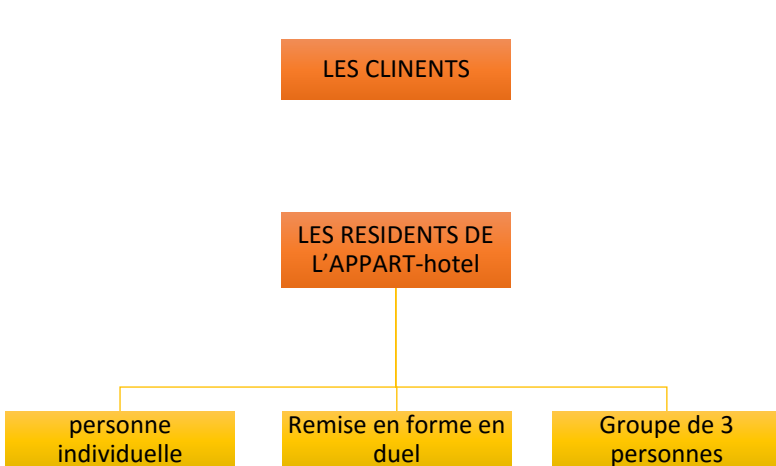 LES CLINENTS
LES RESIDENTS DE
L’APPART-hotel
personne
individuelle
Remise en forme en
duel
Groupe de 3
personnes